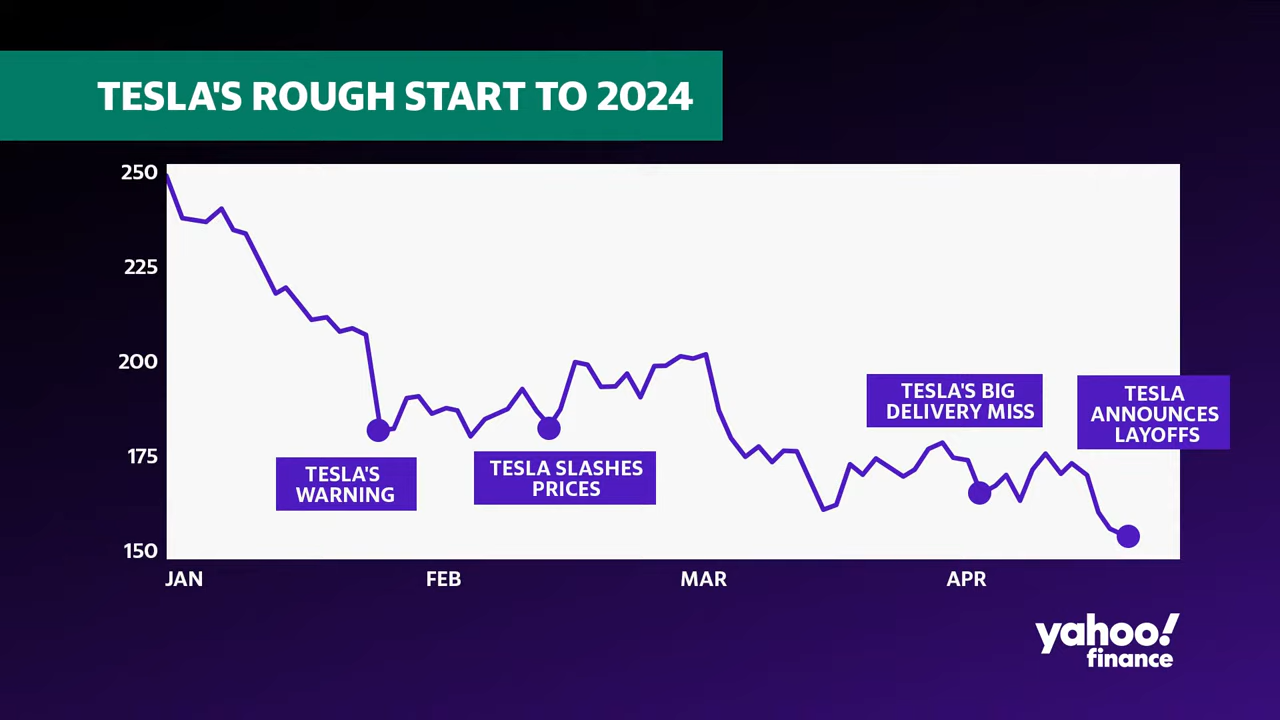 TESLA'S ROUGH START TO 2024
250
225
200
175
150
TESLA'S
WARNING
TESLA SLASHES
PRICES
TESLA'S BIG
DELIVERY MISS
TESLA
ANNOUNCES
LAYOFFS
JAN
FEB
MAR
APR
yahoo!
finance